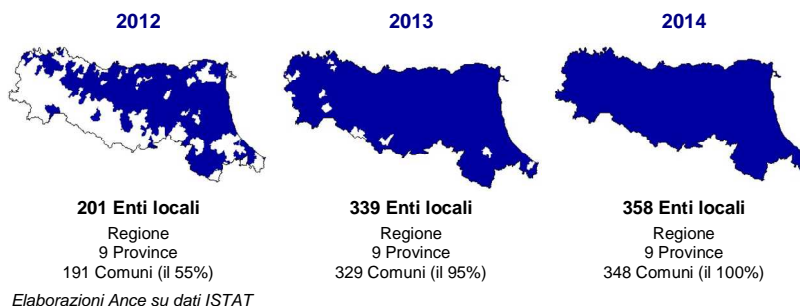 2012
2013
2014
201 Enti locali
Regione
9 Province
191 Comuni (il 55%)
339 Enti locali
Regione
9 Province
329 Comuni (il 95%)
358 Enti locali
Regione
9 Province
348 Comuni (il 100%)
Elaborazioni Ance su dati ISTAT